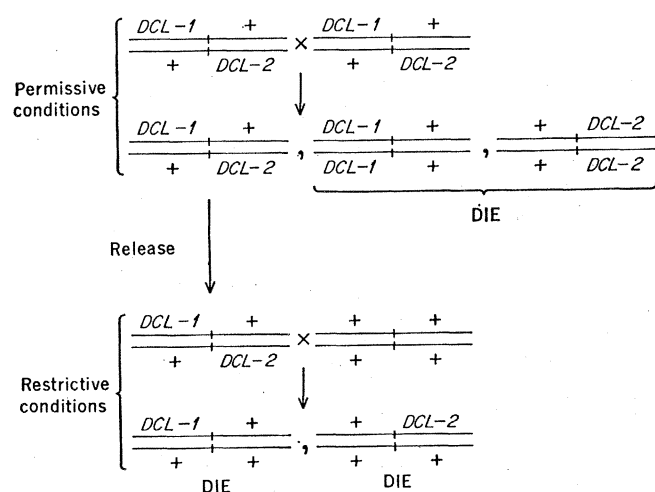 DCL-1 + × DCL-1 +
+ DCL-2 + DCL-2
Permissive
conditions
DCL-1 + DCL-1 + + DCL-2
+ DCL-2 , DCL-1 + , + DCL-2
DIE
Release
DCL-1 + × + +
+ DCL-2 + +
Restrictive
conditions
DCL-1 + + DCL-2
+ + , + +
DIE DIE